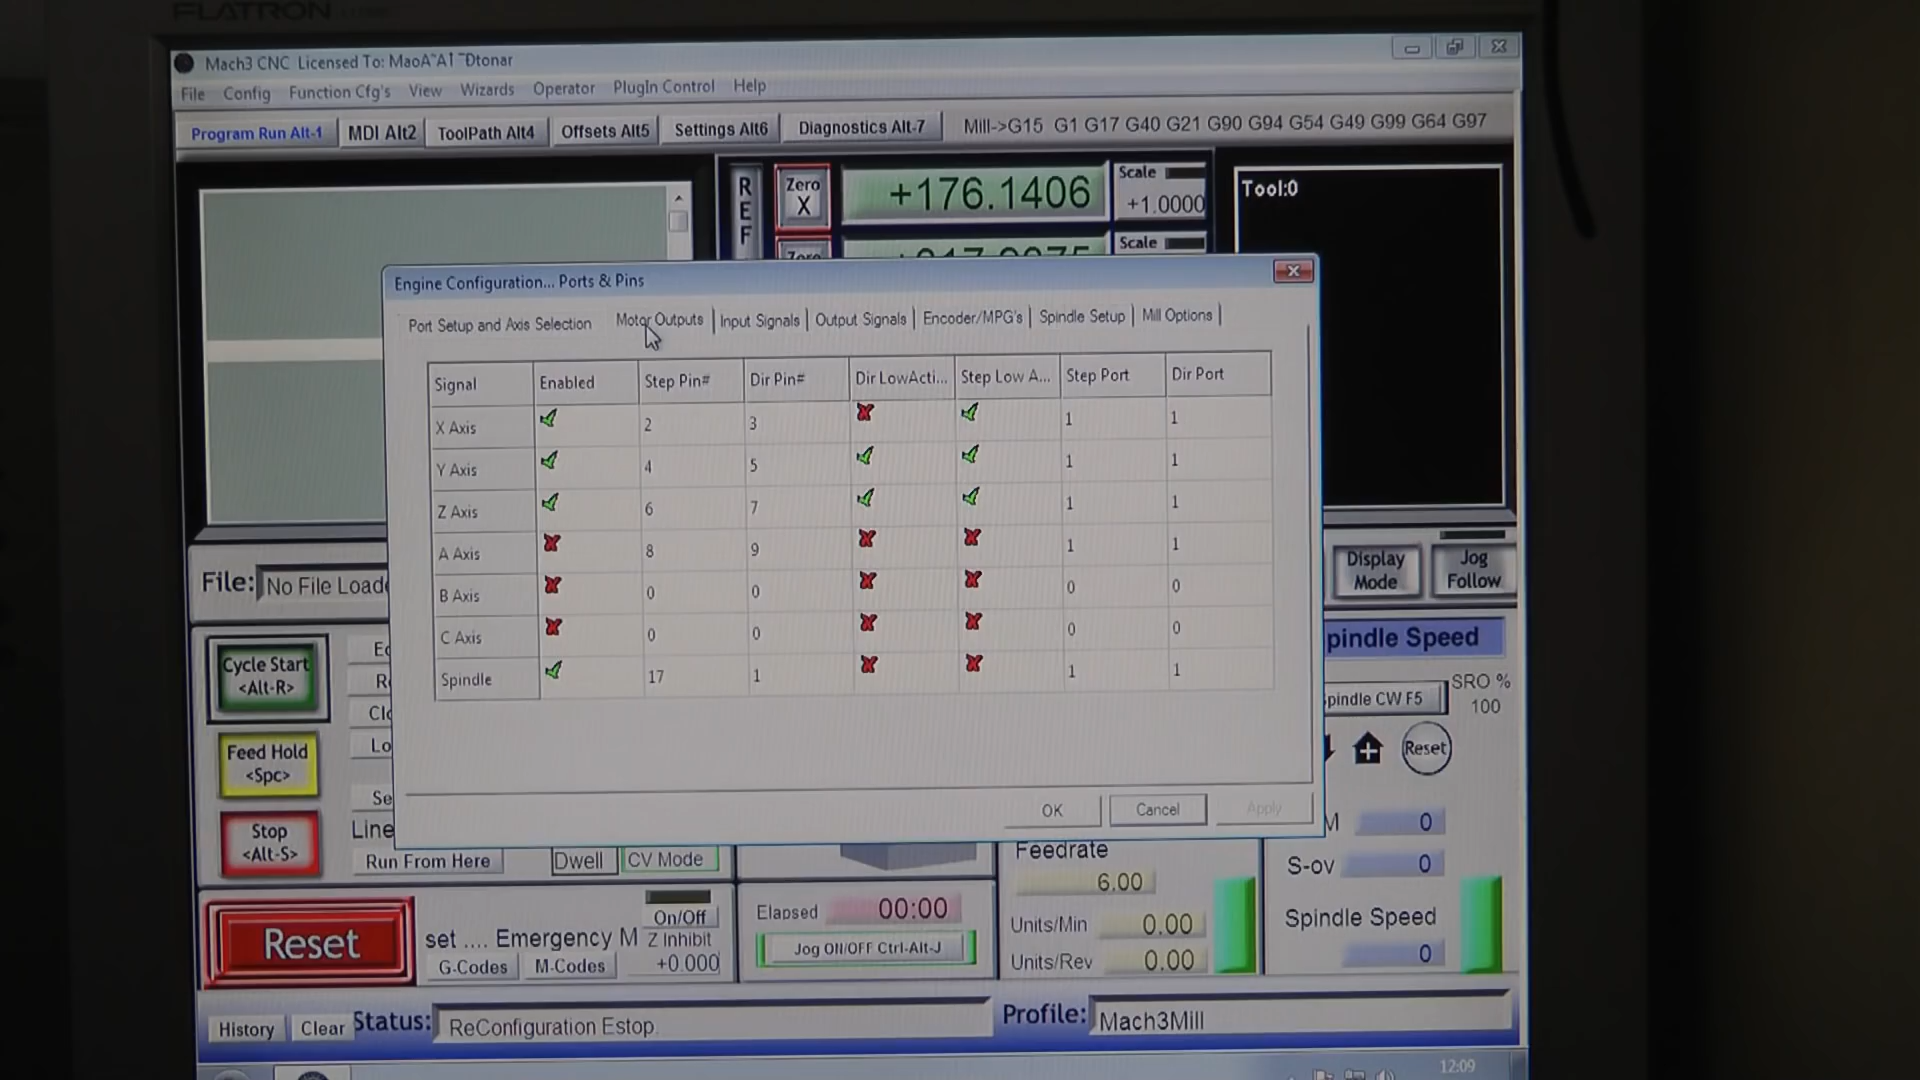 FLATRON
Mach3 CNC Licensed To: MaoA~A1 ¯Dtonar
File Config Function Cfg's View Wizards Operator PlugIn Control Help
Program Run Alt-1 MDI Alt2 ToolPath Alt4 Offsets Alt5 Settings Alt6 Diagnostics Alt-7 Mill->G15 G1 G17 G40 G21 G90 G94 G54 G49 G99 G64 G97
REF
Zero X +176.1406 Scale +1.0000
Tool:0
Zero Scale
Engine Configuration... Ports & Pins
Port Setup and Axis Selection Motor Outputs Input Signals Output Signals Encoder/MPG's Spindle Setup Mill Options
Signal Enabled Step Pin# Dir Pin# Dir LowActi... Step Low A... Step Port Dir Port
X Axis 2 3 1 1
Y Axis 4 5 1 1
Z Axis 6 7 1 1
A Axis 8 9 1 1
B Axis 0 0 0 0
C Axis 0 0 0 0
Spindle 17 1 1 1
OK Cancel Apply
File: No File Loade
Display Mode
Jog Follow
pindle Speed
Cycle Start
<Alt-R>
Ec
Re
Clo
Lo
Se
Spindle CW F5
SRO %
100
Reset
Feed Hold
<Spc>
Stop
<Alt-S>
Line
Run From Here Dwell CV Mode
Feedrate
6.00
M 0
S-ov 0
Reset
set .... Emergency M
On/Off
Z Inhibit
+0.000
G-Codes M-Codes
Elapsed 00:00
Jog ON/OFF Ctrl-Alt-J
Units/Min 0.00
Units/Rev 0.00
Spindle Speed
0
History Clear Status: ReConfiguration Estop. Profile: Mach3Mill
12:09